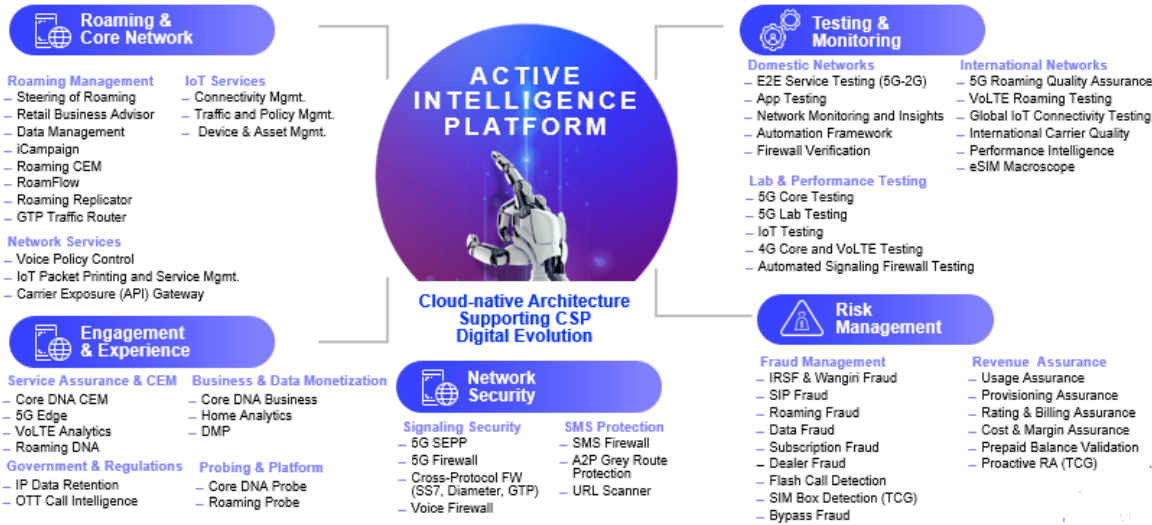 Roaming &
Core Network
Roaming Management
– Steering of Roaming
– Retail Business Advisor
– Data Management
– iCampaign
– Roaming CEM
– RoamFlow
– Roaming Replicator
– GTP Traffic Router
IoT Services
– Connectivity Mgmt.
– Traffic and Policy Mgmt.
– Device & Asset Mgmt.
Network Services
– Voice Policy Control
– IoT Packet Printing and Service Mgmt.
– Carrier Exposure (API) Gateway
ACTIVE
INTELLIGENCE
PLATFORM
Cloud-native Architecture
Supporting CSP
Digital Evolution
Testing &
Monitoring
Domestic Networks
– E2E Service Testing (5G-2G)
– App Testing
– Network Monitoring and Insights
– Automation Framework
– Firewall Verification
International Networks
– 5G Roaming Quality Assurance
– VoLTE Roaming Testing
– Global IoT Connectivity Testing
– International Carrier Quality
– Performance Intelligence
– eSIM Macroscope
Lab & Performance Testing
– 5G Core Testing
– 5G Lab Testing
– IoT Testing
– 4G Core and VoLTE Testing
– Automated Signaling Firewall Testing
Engagement
& Experience
Service Assurance & CEM
– Core DNA CEM
– 5G Edge
– VoLTE Analytics
– Roaming DNA
Business & Data Monetization
– Core DNA Business
– Home Analytics
– DMP
Government & Regulations
– IP Data Retention
– OTT Call Intelligence
Probing & Platform
– Core DNA Probe
– Roaming Probe
Network
Security
Signaling Security
– 5G SEPP
– 5G Firewall
– Cross-Protocol FW
(SS7, Diameter, GTP)
– Voice Firewall
SMS Protection
– SMS Firewall
– A2P Grey Route
Protection
– URL Scanner
Risk
Management
Fraud Management
– IRSF & Wangiri Fraud
– SIP Fraud
– Roaming Fraud
– Data Fraud
– Subscription Fraud
– Dealer Fraud
– Flash Call Detection
– SIM Box Detection (TCG)
– Bypass Fraud
Revenue Assurance
– Usage Assurance
– Provisioning Assurance
– Rating & Billing Assurance
– Cost & Margin Assurance
– Prepaid Balance Validation
– Proactive RA (TCG)